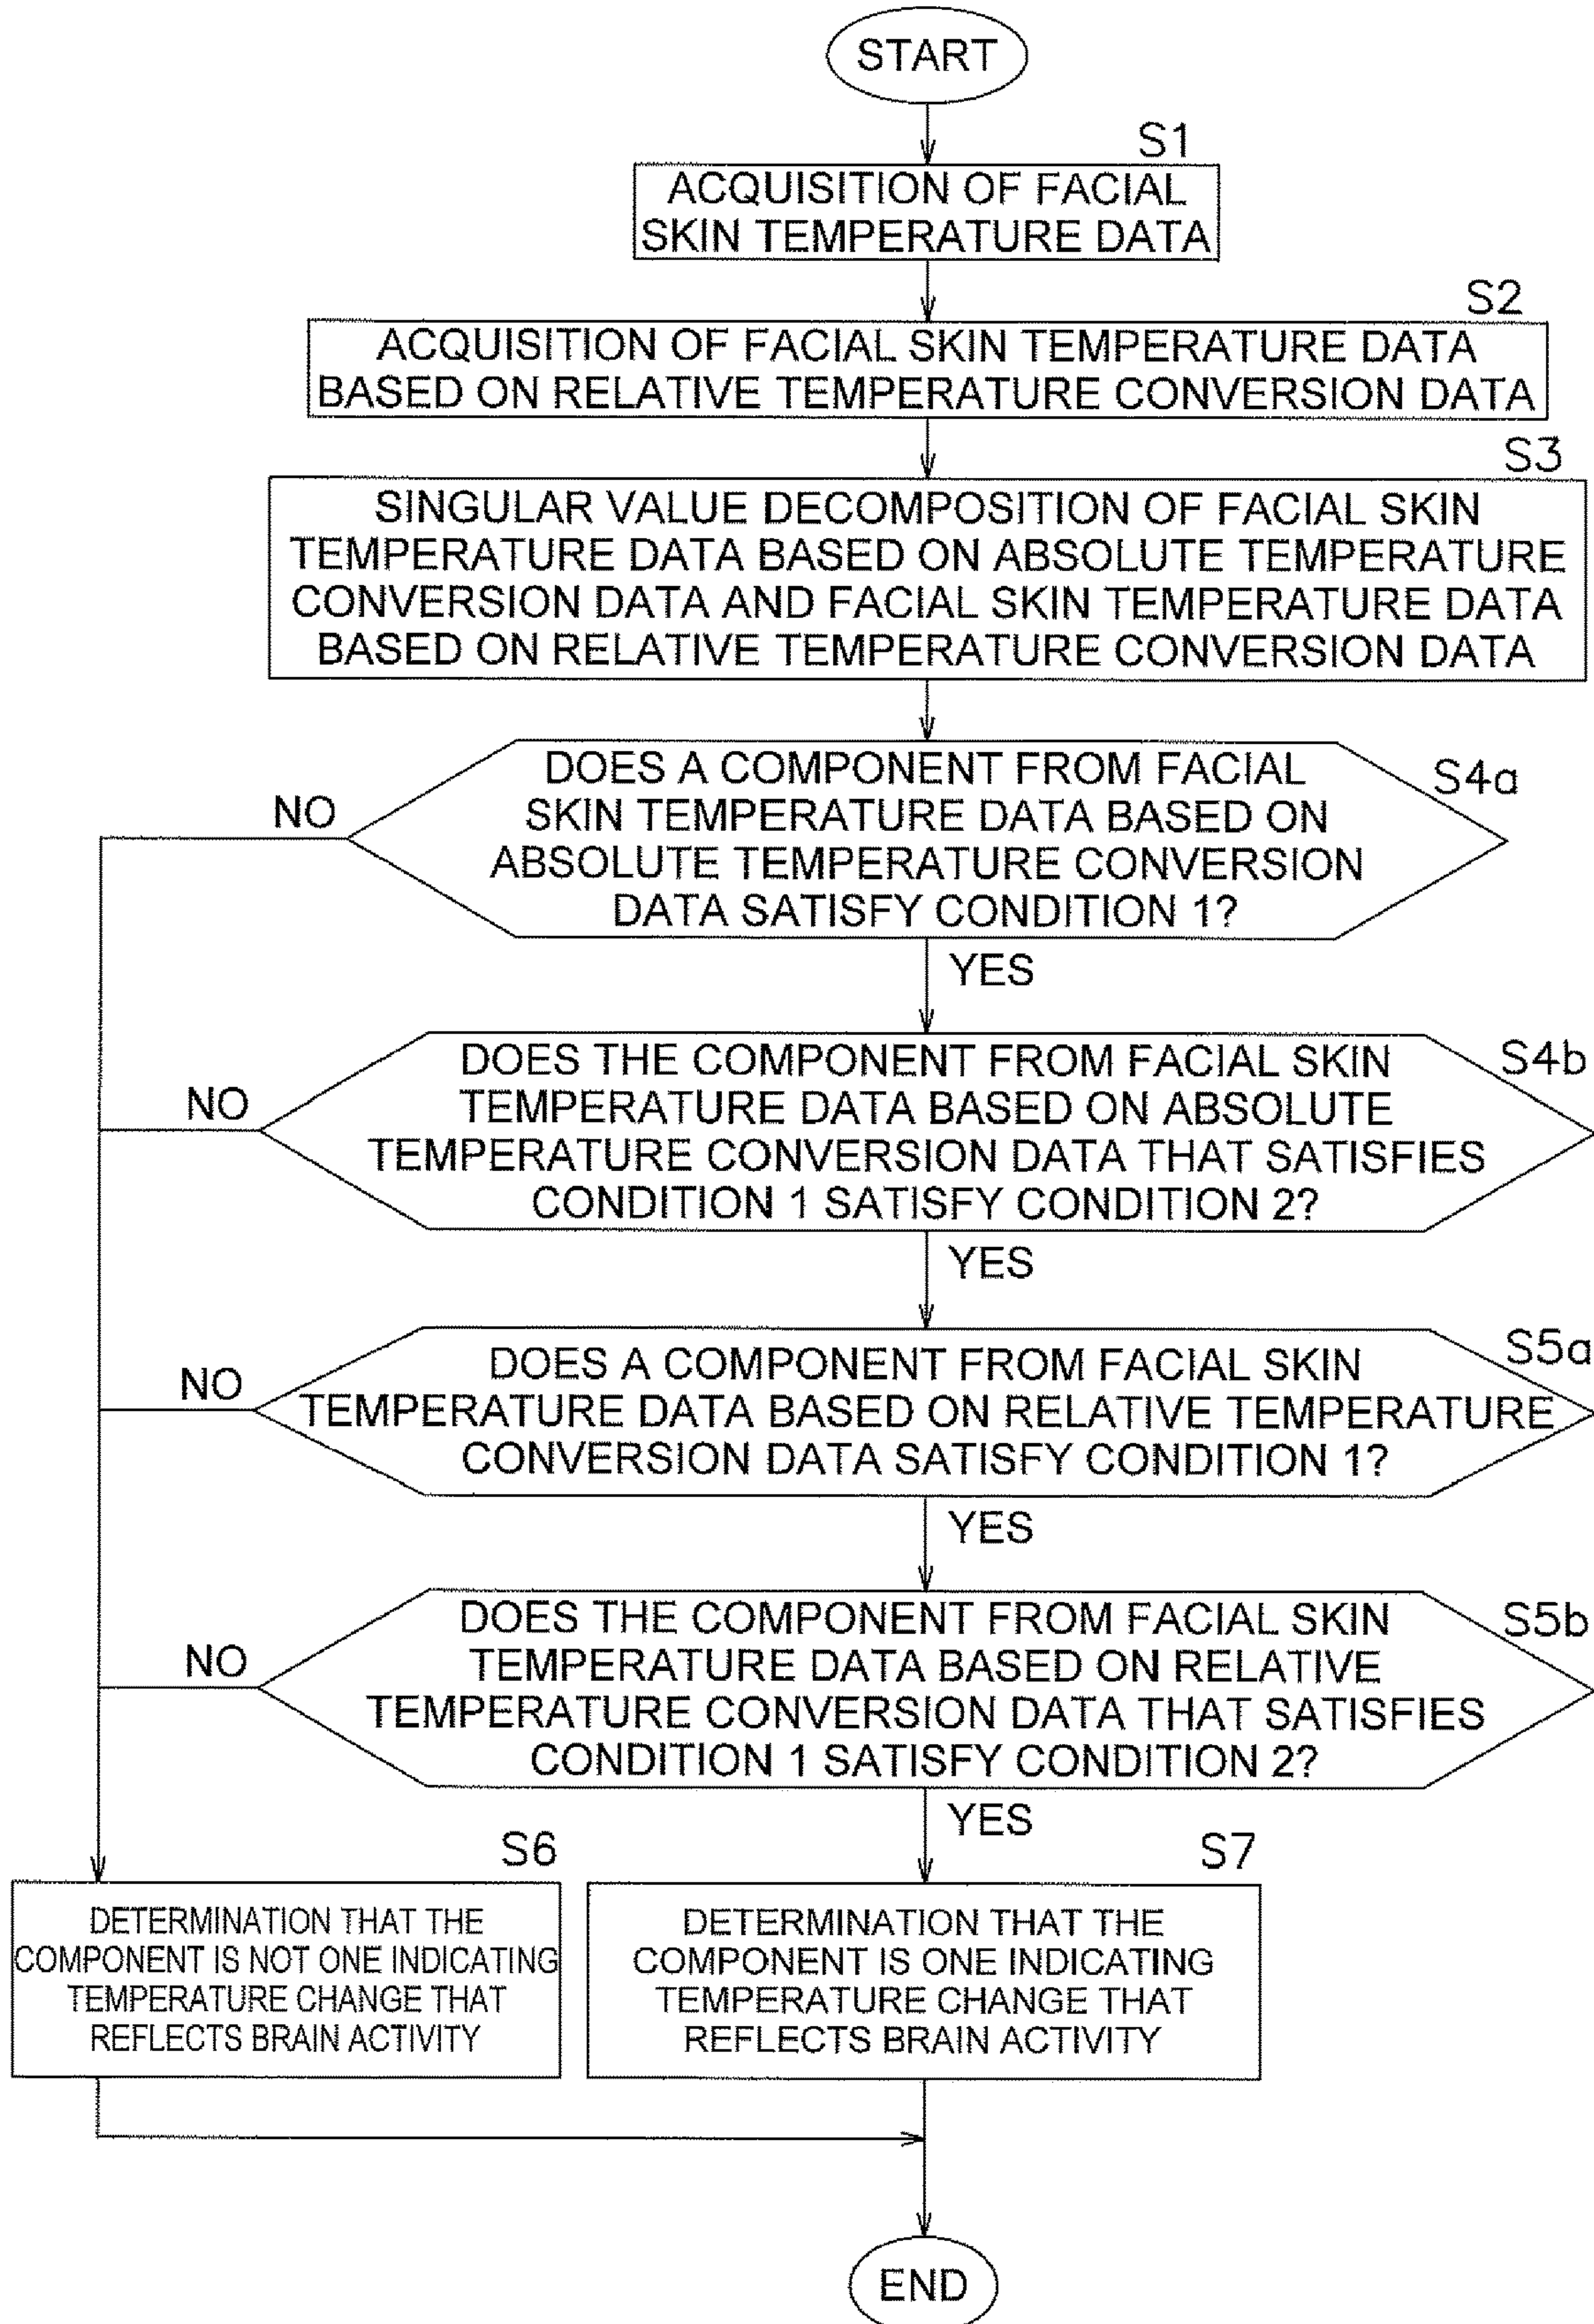 START
S1
ACQUISITION OF FACIAL
SKIN TEMPERATURE DATA
S2
ACQUISITION OF FACIAL SKIN TEMPERATURE DATA
BASED ON RELATIVE TEMPERATURE CONVERSION DATA
S3
SINGULAR VALUE DECOMPOSITION OF FACIAL SKIN
TEMPERATURE DATA BASED ON ABSOLUTE TEMPERATURE
CONVERSION DATA AND FACIAL SKIN TEMPERATURE DATA
BASED ON RELATIVE TEMPERATURE CONVERSION DATA
S4a
DOES A COMPONENT FROM FACIAL
SKIN TEMPERATURE DATA BASED ON
ABSOLUTE TEMPERATURE CONVERSION
DATA SATISFY CONDITION 1?
NO
YES
S4b
DOES THE COMPONENT FROM FACIAL SKIN
TEMPERATURE DATA BASED ON ABSOLUTE
TEMPERATURE CONVERSION DATA THAT SATISFIES
CONDITION 1 SATISFY CONDITION 2?
NO
YES
S5a
DOES A COMPONENT FROM FACIAL SKIN
TEMPERATURE DATA BASED ON RELATIVE TEMPERATURE
CONVERSION DATA SATISFY CONDITION 1?
NO
YES
S5b
DOES THE COMPONENT FROM FACIAL SKIN
TEMPERATURE DATA BASED ON RELATIVE
TEMPERATURE CONVERSION DATA THAT SATISFIES
CONDITION 1 SATISFY CONDITION 2?
NO
YES
S6
DETERMINATION THAT THE
COMPONENT IS NOT ONE INDICATING
TEMPERATURE CHANGE THAT
REFLECTS BRAIN ACTIVITY
S7
DETERMINATION THAT THE
COMPONENT IS ONE INDICATING
TEMPERATURE CHANGE THAT
REFLECTS BRAIN ACTIVITY
END